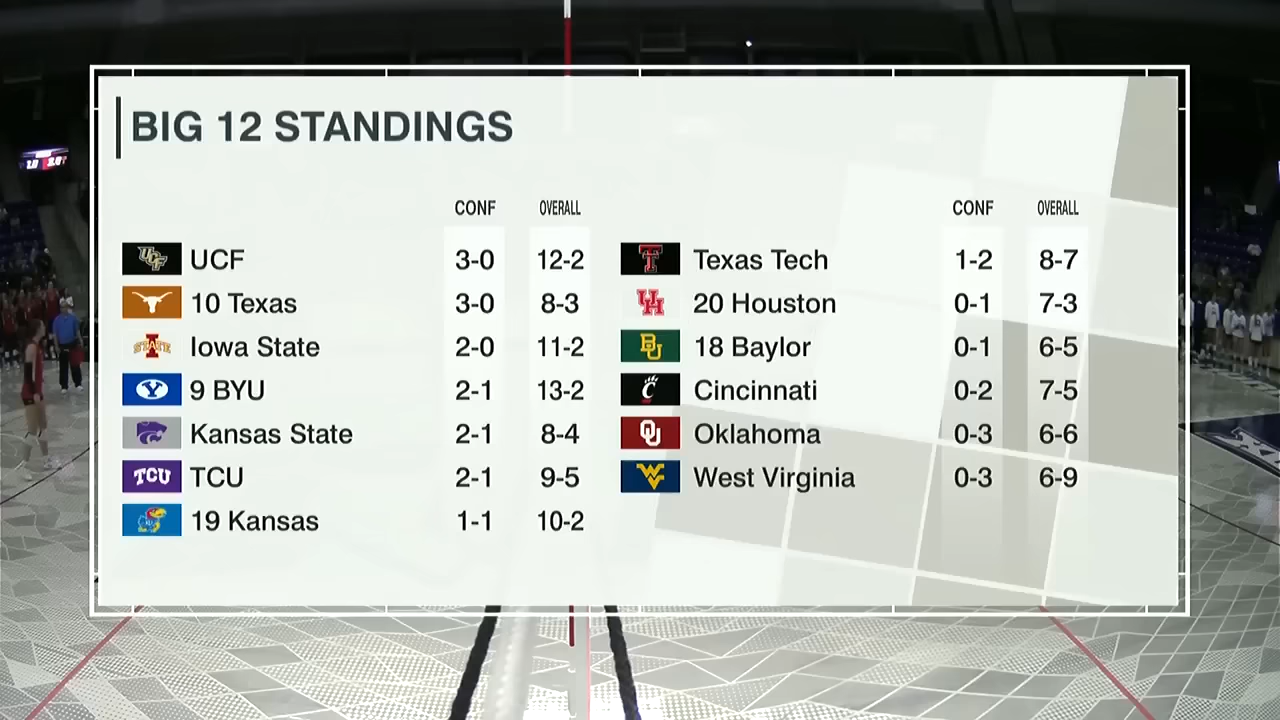 BIG 12 STANDINGS
CONF OVERALL
UCF 3-0 12-2
10 Texas 3-0 8-3
Iowa State 2-0 11-2
9 BYU 2-1 13-2
Kansas State 2-1 8-4
TCU TCU 2-1 9-5
19 Kansas 1-1 10-2
CONF OVERALL
Texas Tech 1-2 8-7
20 Houston 0-1 7-3
18 Baylor 0-1 6-5
Cincinnati 0-2 7-5
Oklahoma 0-3 6-6
West Virginia 0-3 6-9